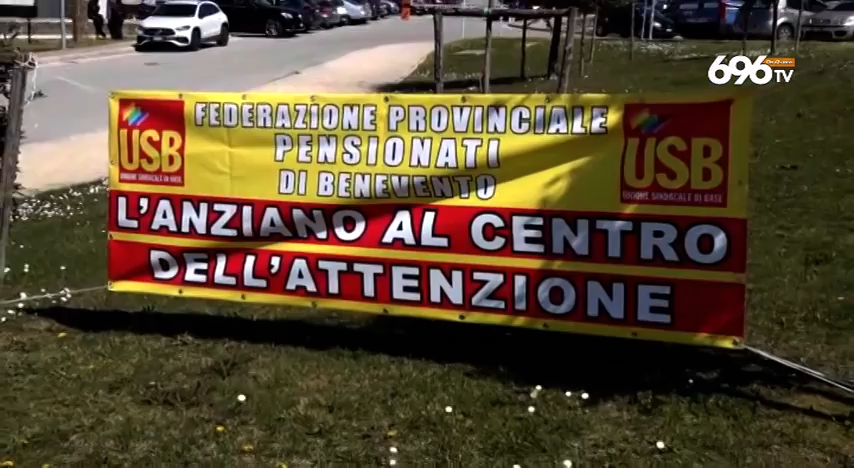 696 TV
FEDERAZIONE PROVINCIALE
PENSIONATI
DI BENEVENTO
USB
UNIONE SINDACALE DI BASE
USB
UNIONE SINDACALE DI BASE
L'ANZIANO AL CENTRO
DELL'ATTENZIONE